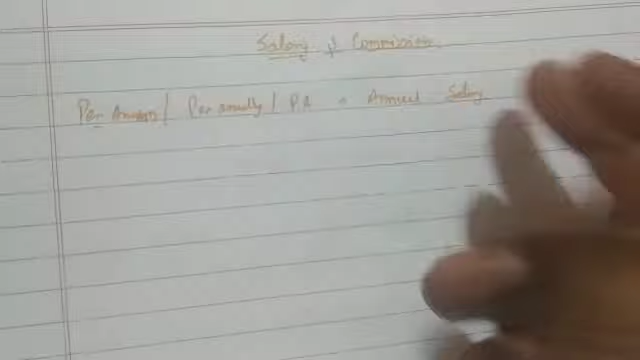 Salary & Commission
Per Annum / Per annually / P.A = Annual Salary